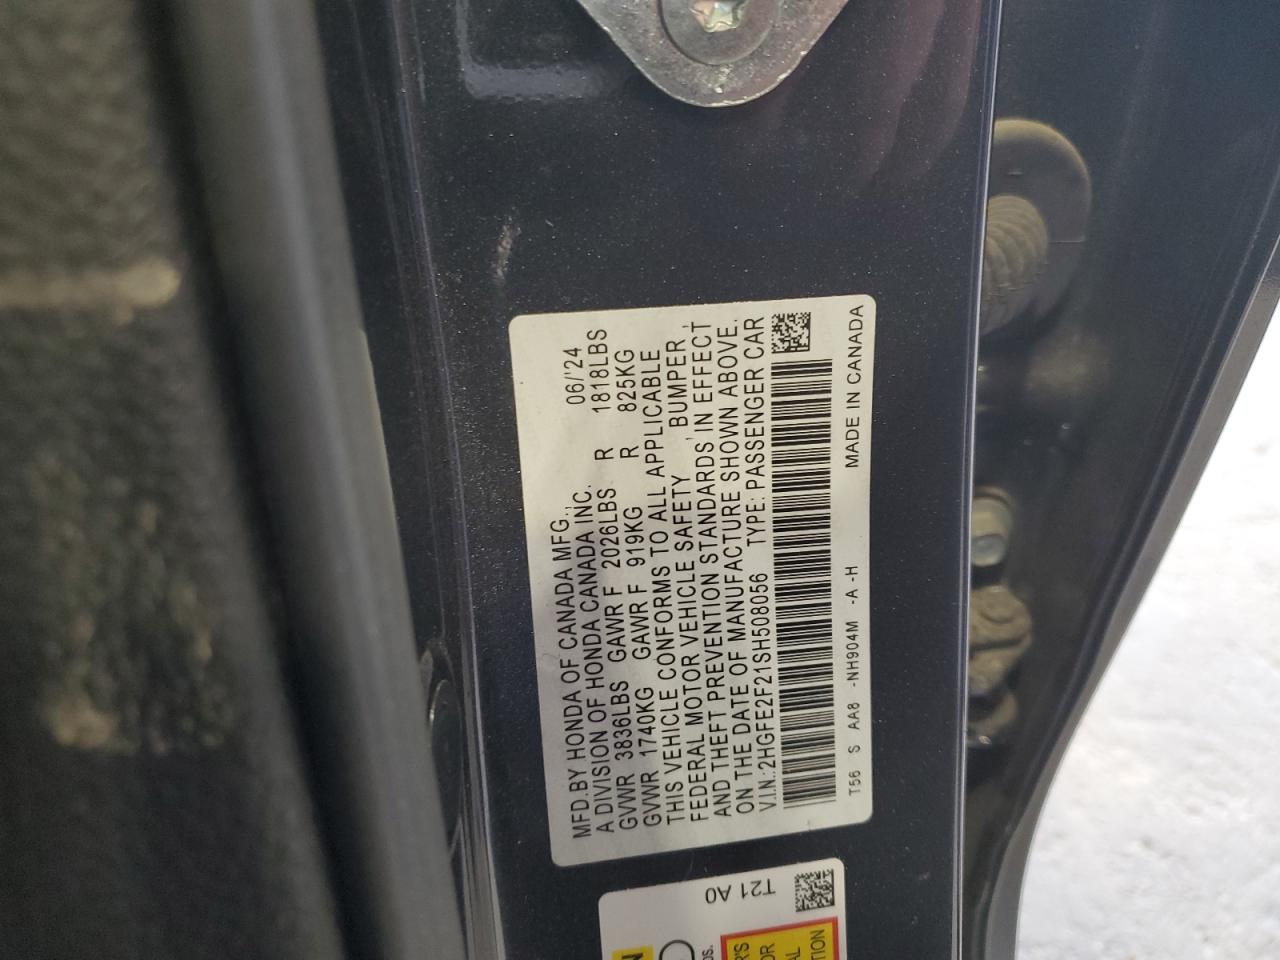 MFD.BY HONDA OF CANADA MFG.,
A DIVISION OF HONDA CANADA INC. 06/'24
GVWR 3836LBS GAWR F 2026LBS R 1818LBS
GVWR 1740KG GAWR F 919KG R 825KG
THIS VEHICLE CONFORMS TO ALL APPLICABLE
FEDERAL MOTOR VEHICLE SAFETY, BUMPER,
AND THEFT PREVENTION STANDARDS IN EFFECT
ON THE DATE OF MANUFACTURE SHOWN ABOVE.
V.I.N.:2HGFE2F21SH508056 TYPE: PASSENGER CAR
T56 S AA8 -NH904M -A -H MADE IN CANADA
T21 A0